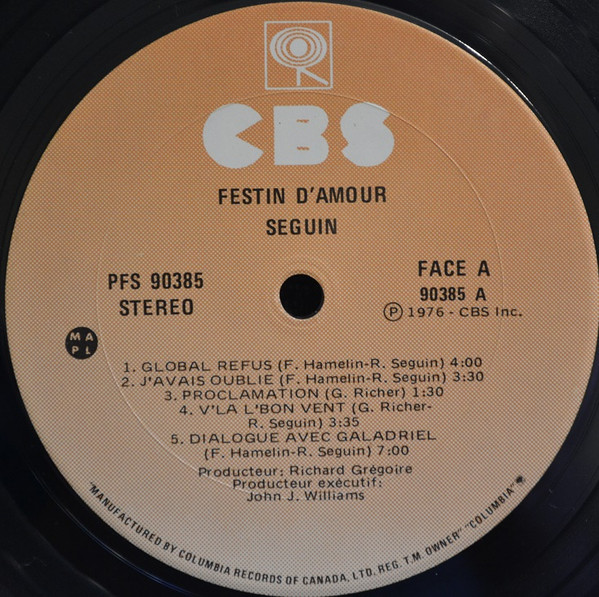 CBS
FESTIN D'AMOUR
SEGUIN
PFS 90385
STEREO
FACE A
90385 A
Ⓟ 1976 - CBS Inc.
M A
P L
1. GLOBAL REFUS (F. Hamelin-R. Seguin) 4:00
2. J'AVAIS OUBLIE (F. Hamelin-R. Seguin) 3:30
3. PROCLAMATION (G. Richer) 1:30
4. V'LA L'BON VENT (G. Richer-
R. Seguin) 3:35
5. DIALOGUE AVEC GALADRIEL
(F. Hamelin-R. Seguin) 7:00
Producteur: Richard Grégoire
Producteur exécutif:
John J. Williams
"MANUFACTURED BY COLUMBIA RECORDS OF CANADA, LTD. REG. T.M. OWNER" "COLUMBIA"